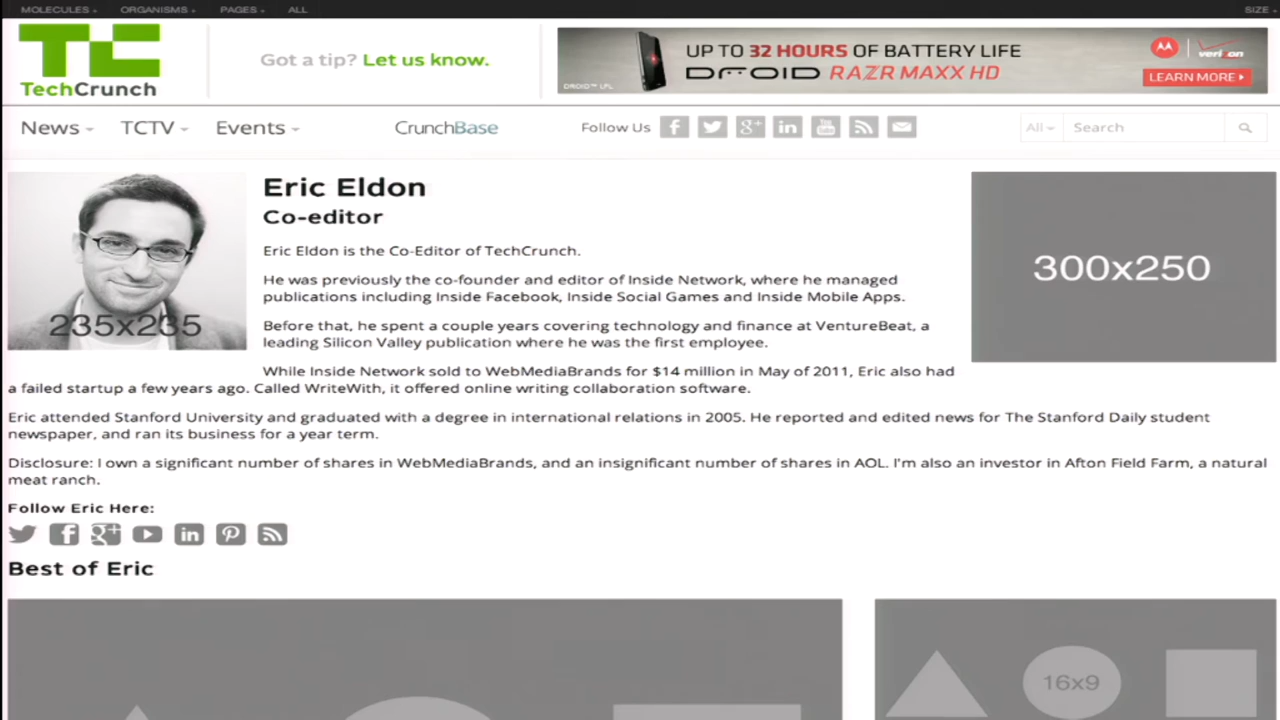 MOLECULES ORGANISMS PAGES ALL SIZE
TC
TechCrunch
Got a tip? Let us know.
UP TO 32 HOURS OF BATTERY LIFE
DROID RAZR MAXX HD
DROID™ LFL
verizon
LEARN MORE
News TCTV Events CrunchBase Follow Us All Search
Eric Eldon
Co-editor
Eric Eldon is the Co-Editor of TechCrunch.
He was previously the co-founder and editor of Inside Network, where he managed
publications including Inside Facebook, Inside Social Games and Inside Mobile Apps.
Before that, he spent a couple years covering technology and finance at VentureBeat, a
leading Silicon Valley publication where he was the first employee.
While Inside Network sold to WebMediaBrands for $14 million in May of 2011, Eric also had
a failed startup a few years ago. Called WriteWith, it offered online writing collaboration software.
235x235
300x250
Eric attended Stanford University and graduated with a degree in international relations in 2005. He reported and edited news for The Stanford Daily student
newspaper, and ran its business for a year term.
Disclosure: I own a significant number of shares in WebMediaBrands, and an insignificant number of shares in AOL. I'm also an investor in Afton Field Farm, a natural
meat ranch.
Follow Eric Here:
Best of Eric
16x9